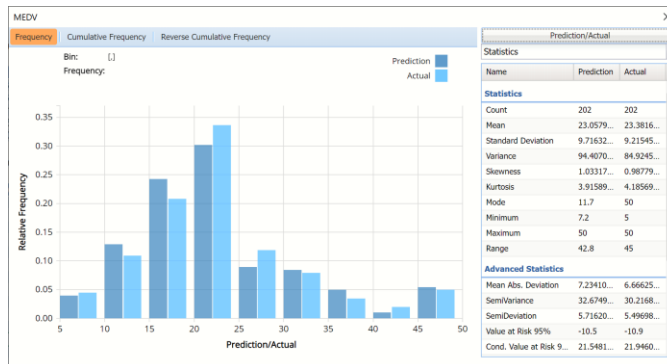 MEDV
Frequency Cumulative Frequency Reverse Cumulative Frequency
Bin: [,]
Frequency:
Prediction
Actual
Relative Frequency
0.35
0.30
0.25
0.20
0.15
0.10
0.05
0.00
5 10 15 20 25 30 35 40 45 50
Prediction/Actual
Prediction/Actual
Statistics
Name Prediction Actual
Statistics
Count 202 202
Mean 23.0579... 23.3816...
Standard Deviation 9.71632... 9.21545...
Variance 94.4070... 84.9245...
Skewness 1.03317... 0.98779...
Kurtosis 3.91589... 4.18569...
Mode 11.7 50
Minimum 7.2 5
Maximum 50 50
Range 42.8 45
Advanced Statistics
Mean Abs. Deviation 7.23410... 6.66625...
SemiVariance 32.6749... 30.2168...
SemiDeviation 5.71620... 5.49698...
Value at Risk 95% -10.5 -10.9
Cond. Value at Risk 9... 21.5481... 21.9460...